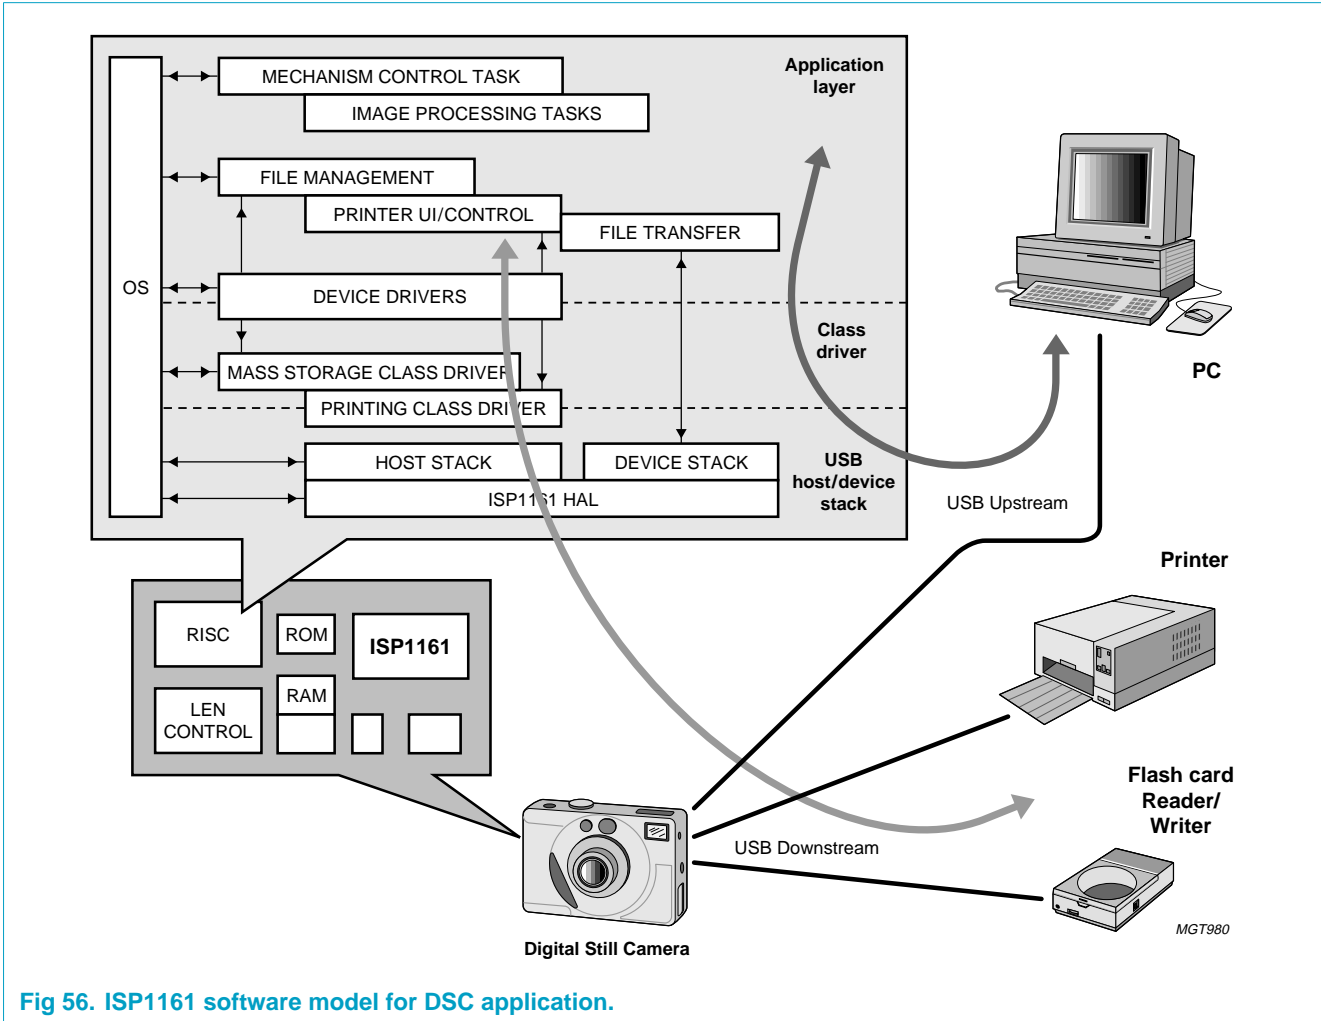 Application
layer
MECHANISM CONTROL TASK
IMAGE PROCESSING TASKS
FILE MANAGEMENT
PRINTER UI/CONTROL
FILE TRANSFER
OS
DEVICE DRIVERS
Class
driver
MASS STORAGE CLASS DRIVER
PRINTING CLASS DRIVER
HOST STACK
DEVICE STACK
USB
host/device
stack
ISP1161 HAL
PC
USB Upstream
Printer
RISC
ROM
ISP1161
RAM
LEN
CONTROL
Flash card
Reader/
Writer
USB Downstream
Digital Still Camera
MGT980
Fig 56. ISP1161 software model for DSC application.